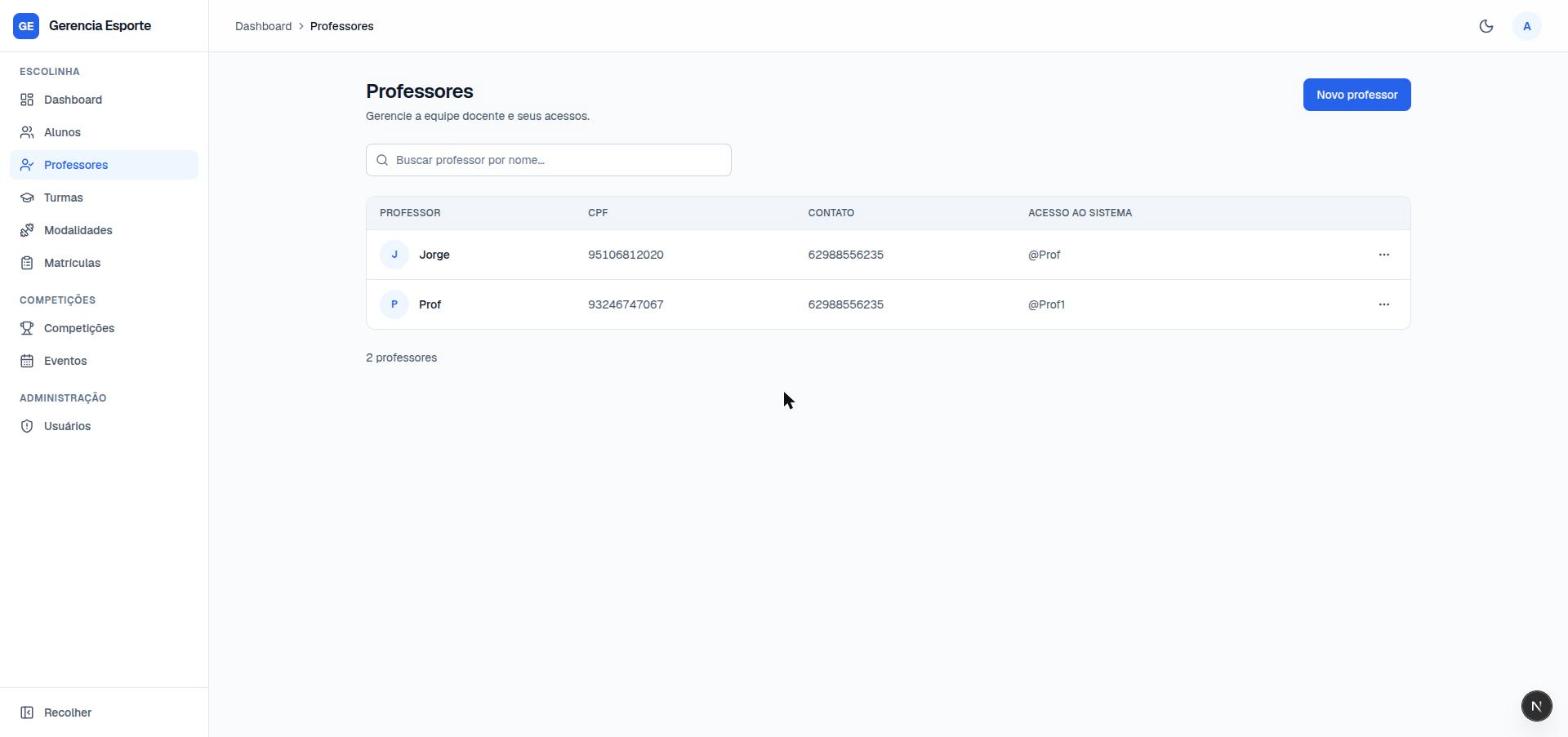 GE Gerencia Esporte
Dashboard > Professores
A
ESCOLINHA
Dashboard
Alunos
Professores
Turmas
Modalidades
Matrículas
COMPETIÇÕES
Competições
Eventos
ADMINISTRAÇÃO
Usuários
Recolher
Professores
Novo professor
Gerencie a equipe docente e seus acessos.
Buscar professor por nome...
PROFESSOR CPF CONTATO ACESSO AO SISTEMA
J Jorge 95106812020 62988556235 @Prof ...
P Prof 93246747067 62988556235 @Prof1 ...
2 professores
N